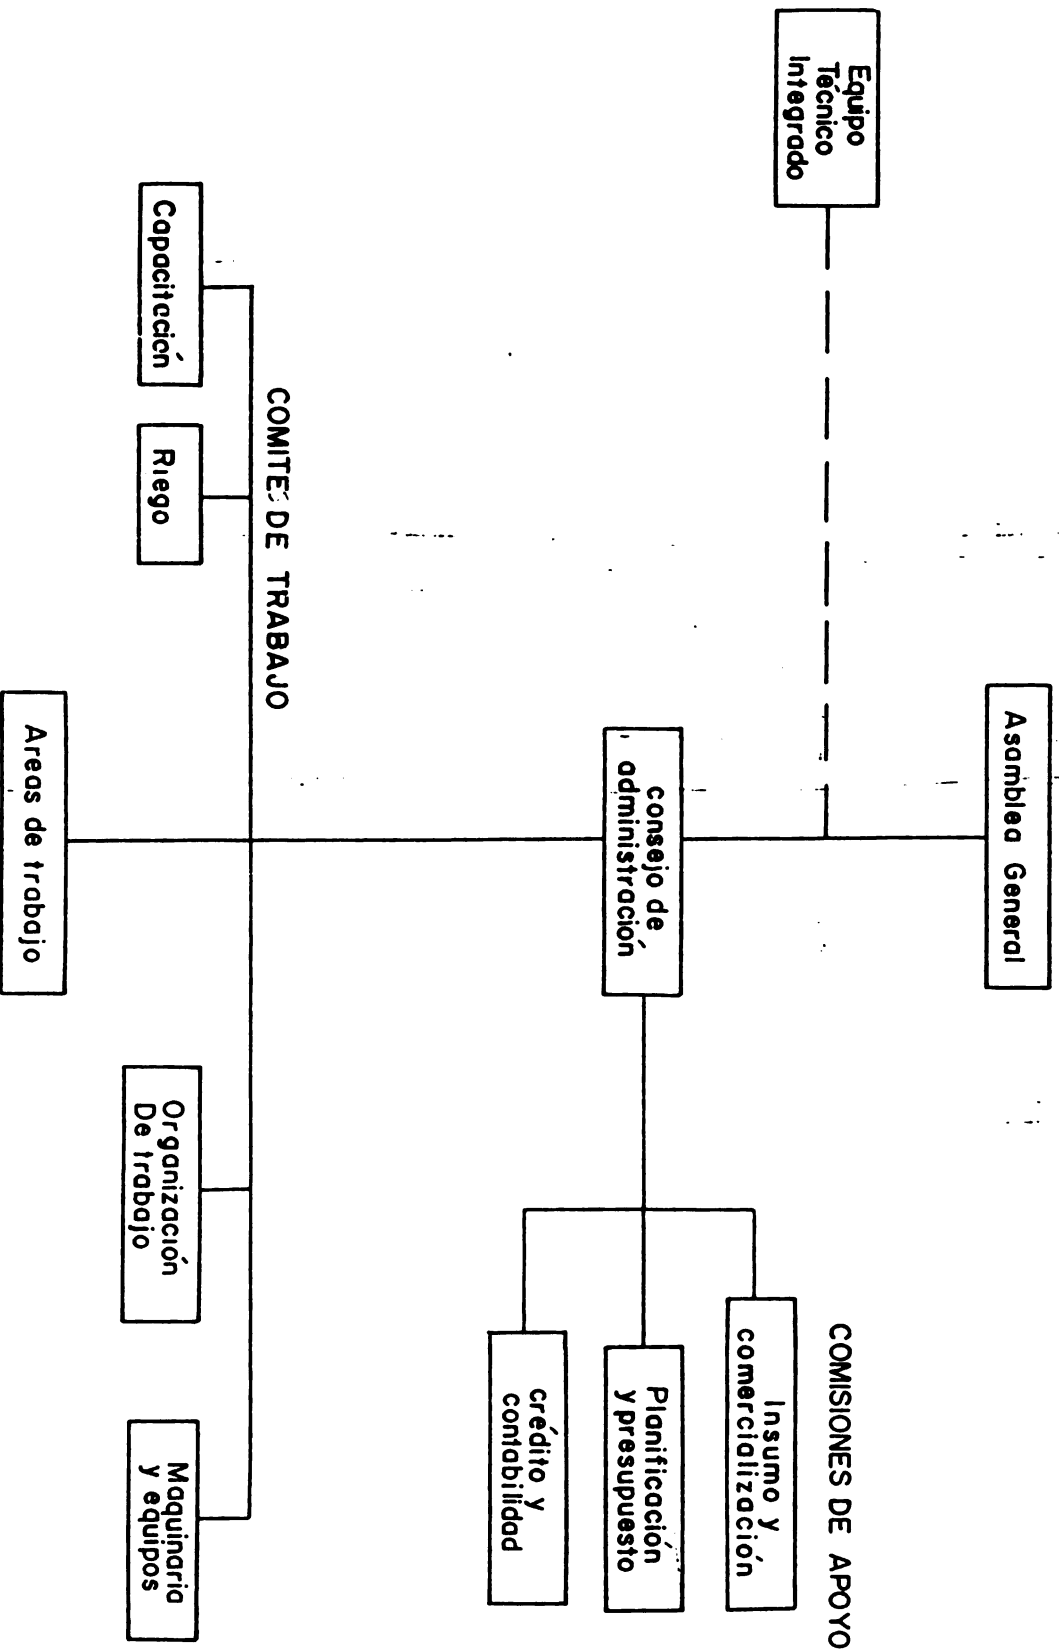 Asamblea General
Equipo
Técnico
Integrado
COMISIONES DE APOYO
Insumo y
comercialización
consejo de
administración
Planificación
y presupuesto
crédito y
contabilidad
COMITES DE TRABAJO
Capacitación
Riego
Organización
De trabajo
Maquinaria
y equipos
Areas de trabajo